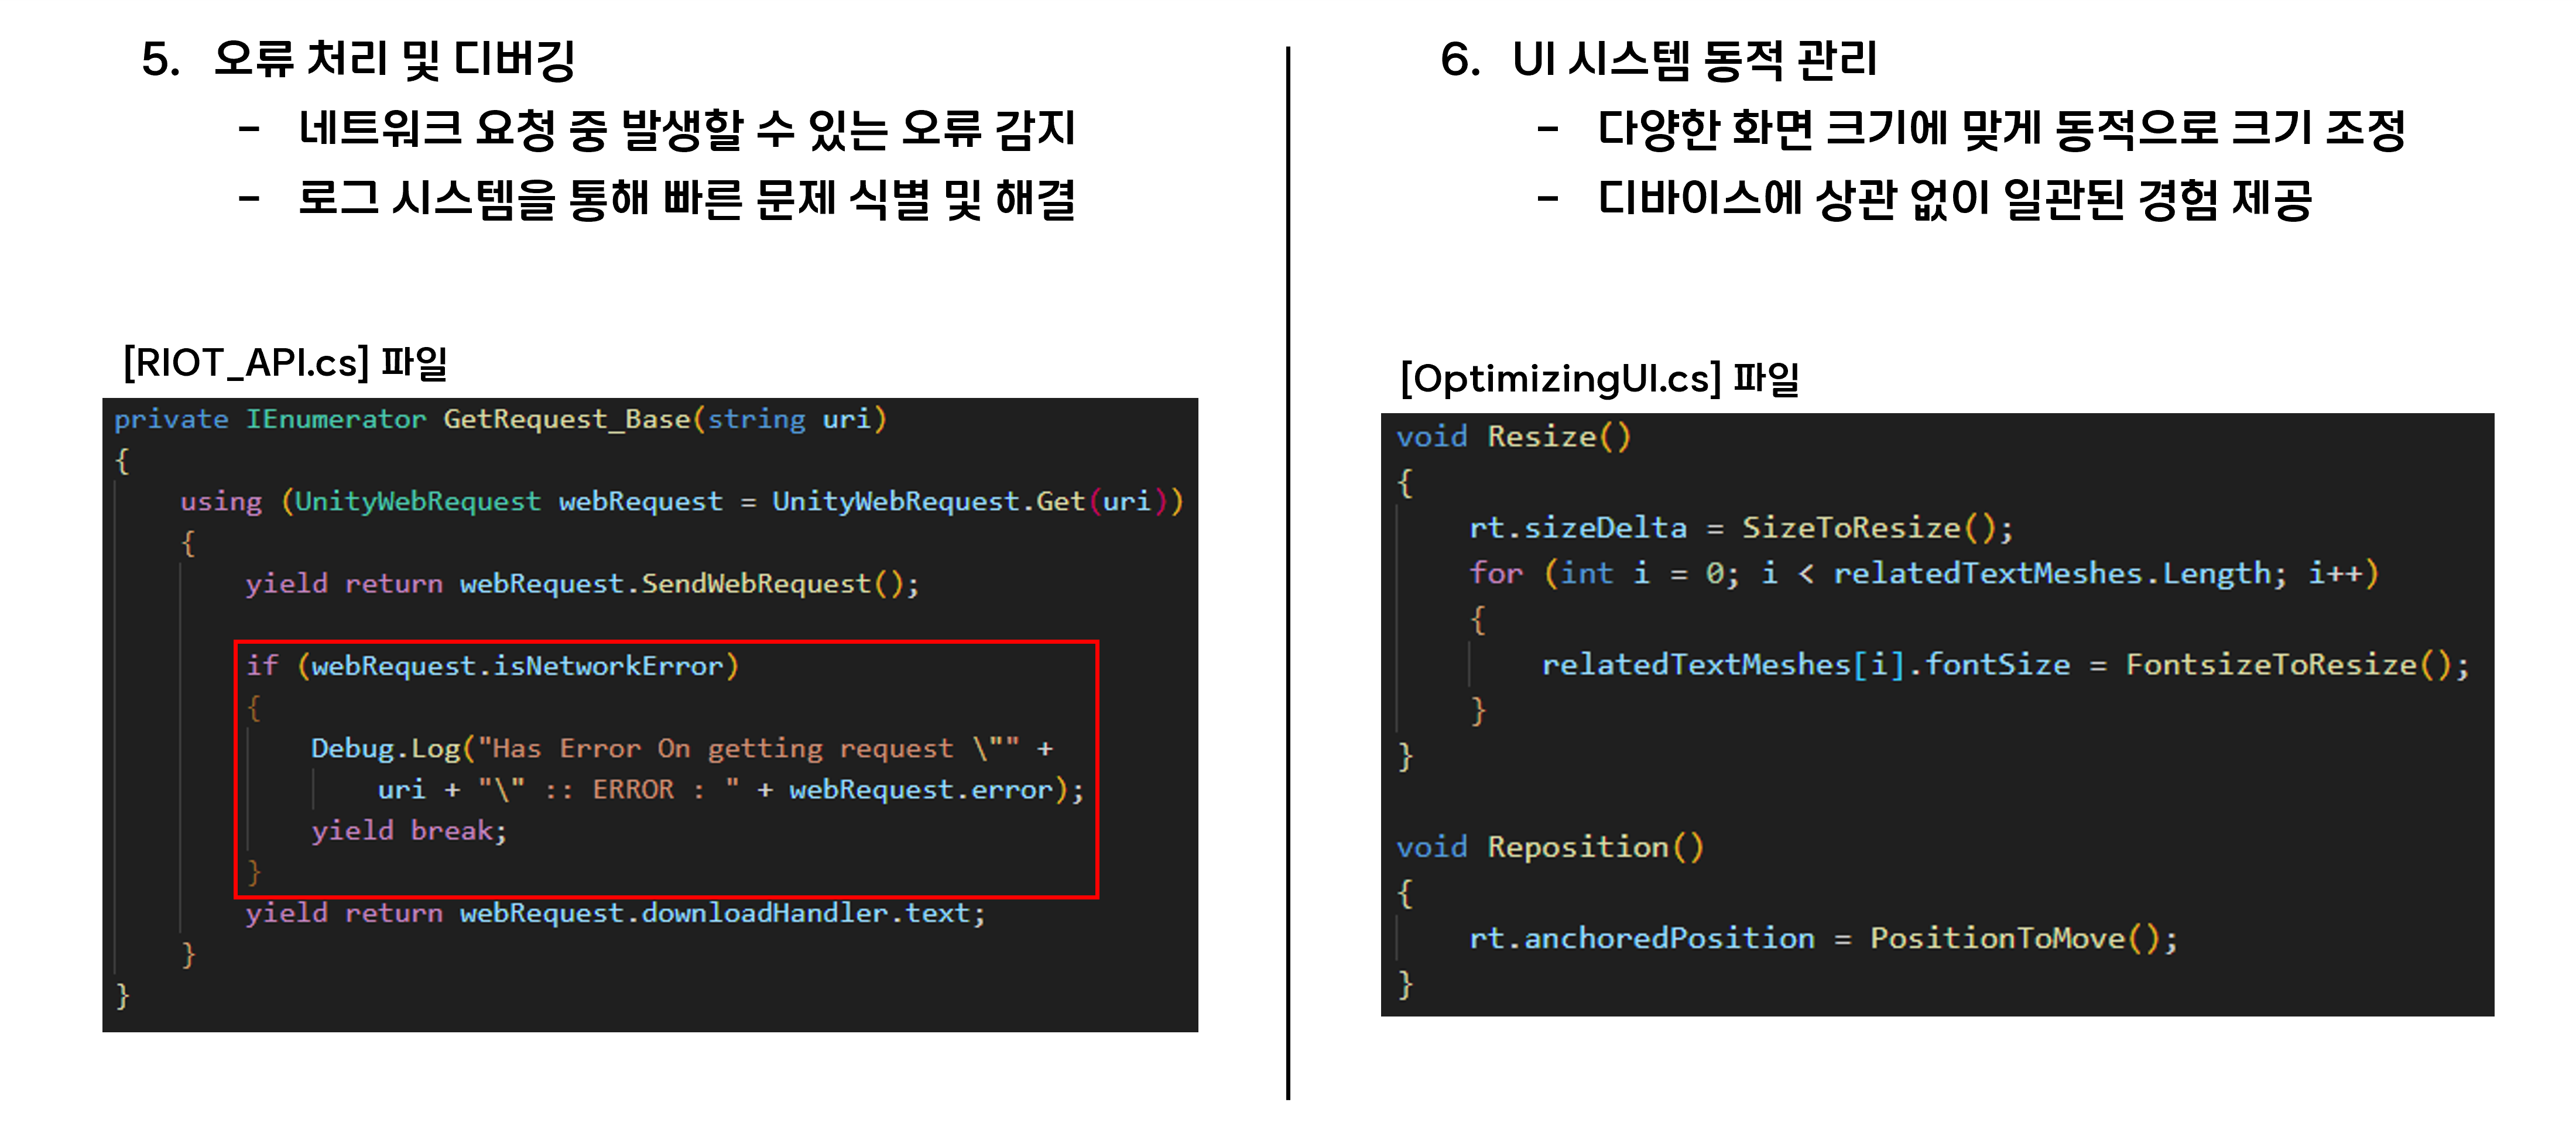 5. 오류 처리 및 디버깅
- 네트워크 요청 중 발생할 수 있는 오류 감지
- 로그 시스템을 통해 빠른 문제 식별 및 해결
[RIOT_API.cs] 파일
private IEnumerator GetRequest_Base(string uri)
{
using (UnityWebRequest webRequest = UnityWebRequest.Get(uri))
{
yield return webRequest.SendWebRequest();
if (webRequest.isNetworkError)
{
Debug.Log("Has Error On getting request \"" +
uri + "\" :: ERROR : " + webRequest.error);
yield break;
}
yield return webRequest.downloadHandler.text;
}
}
6. UI 시스템 동적 관리
- 다양한 화면 크기에 맞게 동적으로 크기 조정
- 디바이스에 상관 없이 일관된 경험 제공
[OptimizingUI.cs] 파일
void Resize()
{
rt.sizeDelta = SizeToResize();
for (int i = 0; i < relatedTextMeshes.Length; i++)
{
relatedTextMeshes[i].fontSize = FontsizeToResize();
}
}
void Reposition()
{
rt.anchoredPosition = PositionToMove();
}